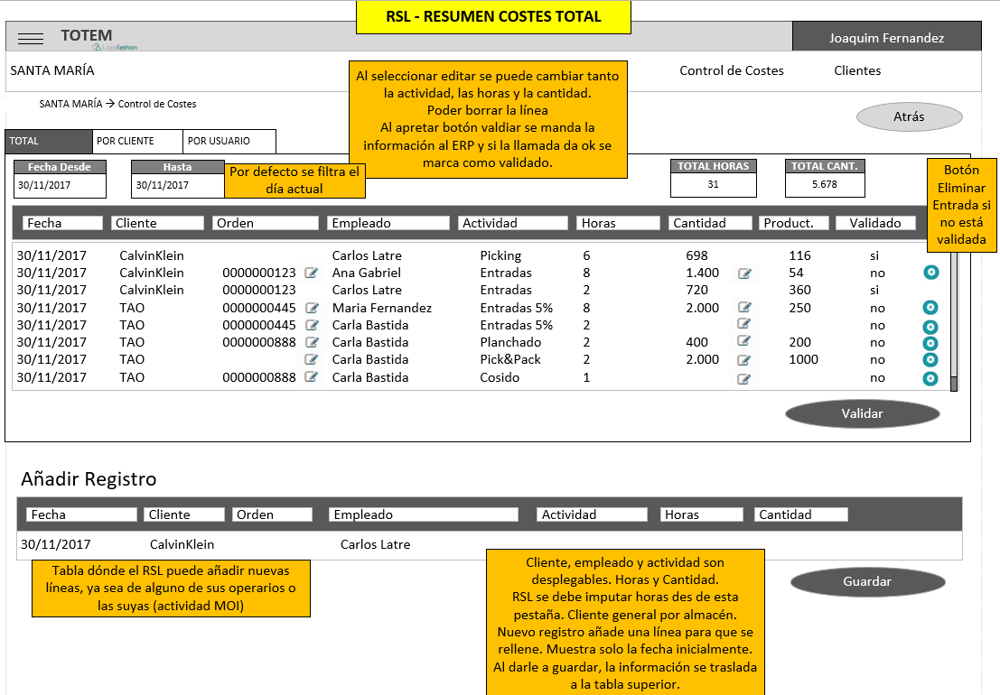 RSL - RESUMEN COSTES TOTAL
TOTEM
Logisfashion
Joaquim Fernandez
SANTA MARÍA
Control de Costes
Clientes
Al seleccionar editar se puede cambiar tanto
la actividad, las horas y la cantidad.
Poder borrar la línea
Al apretar botón valdiar se manda la
información al ERP y si la llamada da ok se
marca como validado.
SANTA MARÍA → Control de Costes
Atrás
TOTAL
POR CLIENTE
POR USUARIO
Fecha Desde
30/11/2017
Hasta
30/11/2017
Por defecto se filtra el
día actual
TOTAL HORAS
31
TOTAL CANT.
5.678
Botón
Eliminar
Entrada si
no está
validada
Fecha Cliente Orden Empleado Actividad Horas Cantidad Product. Validado
30/11/2017 CalvinKlein Carlos Latre Picking 6 698 116 si
30/11/2017 CalvinKlein 0000000123 Ana Gabriel Entradas 8 1.400 54 no
30/11/2017 CalvinKlein 0000000123 Carlos Latre Entradas 2 720 360 si
30/11/2017 TAO 0000000445 Maria Fernandez Entradas 5% 8 2.000 250 no
30/11/2017 TAO 0000000445 Carla Bastida Entradas 5% 2 no
30/11/2017 TAO 0000000888 Carla Bastida Planchado 2 400 200 no
30/11/2017 TAO Carla Bastida Pick&Pack 2 2.000 1000 no
30/11/2017 TAO 0000000888 Carla Bastida Cosido 1 no
Validar
Añadir Registro
Fecha Cliente Orden Empleado Actividad Horas Cantidad
30/11/2017 CalvinKlein Carlos Latre
Tabla dónde el RSL puede añadir nuevas
líneas, ya sea de alguno de sus operarios o
las suyas (actividad MOI)
Cliente, empleado y actividad son
desplegables. Horas y Cantidad.
RSL se debe imputar horas des de esta
pestaña. Cliente general por almacén.
Nuevo registro añade una línea para que se
rellene. Muestra solo la fecha inicialmente.
Al darle a guardar, la información se traslada
a la tabla superior.
Guardar